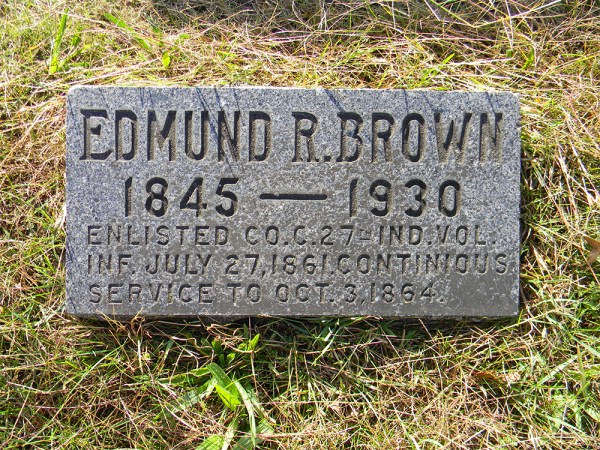 EDMUND R. BROWN
1845 — 1930
ENLISTED CO. C. 27-IND. VOL.
INF. JULY 27, 1861. CONTINIOUS
SERVICE TO OCT. 3, 1864.